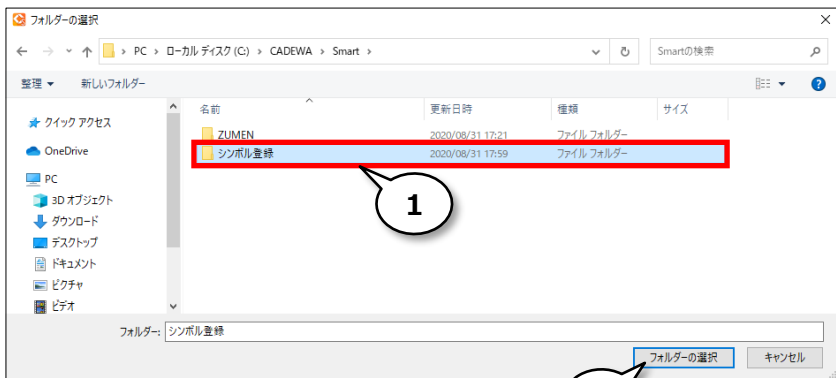 フォルダーの選択
PC > ローカル ディスク (C:) > CADEWA > Smart >
Smartの検索
整理 新しいフォルダー
名前 更新日時 種類 サイズ
クイック アクセス
OneDrive
PC
3D オブジェクト
ダウンロード
デスクトップ
ドキュメント
ピクチャ
ビデオ
ZUMEN 2020/08/31 17:21 ファイル フォルダー
シンボル登録 2020/08/31 17:59 ファイル フォルダー
1
フォルダー: シンボル登録
フォルダーの選択 キャンセル